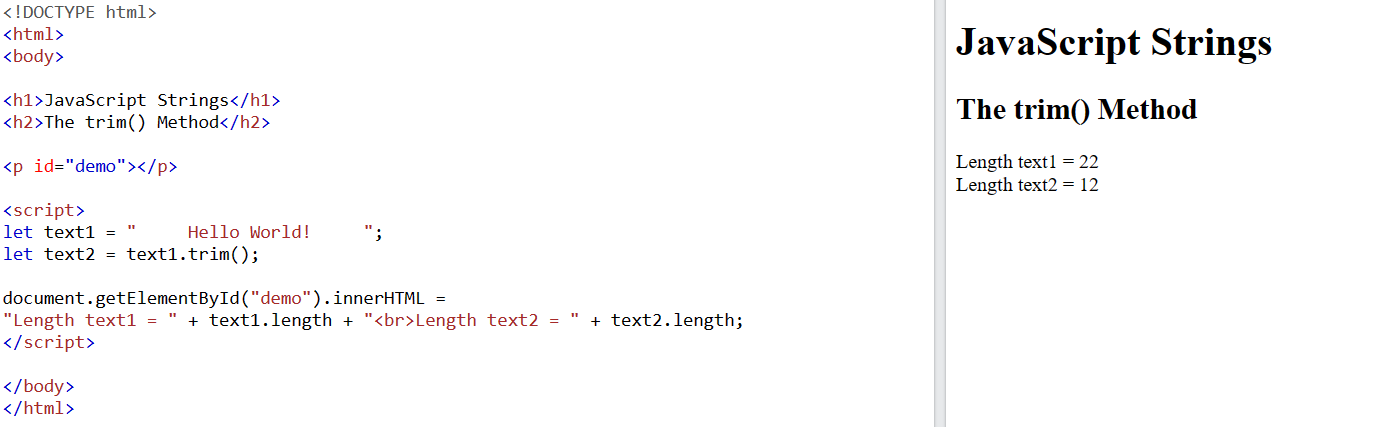 <!DOCTYPE html>
<html>
<body>

<h1>JavaScript Strings</h1>
<h2>The trim() Method</h2>

<p id="demo"></p>

<script>
let text1 = "     Hello World!     ";
let text2 = text1.trim();

document.getElementById("demo").innerHTML =
"Length text1 = " + text1.length + "<br>Length text2 = " + text2.length;
</script>

</body>
</html>
JavaScript Strings
The trim() Method
Length text1 = 22
Length text2 = 12